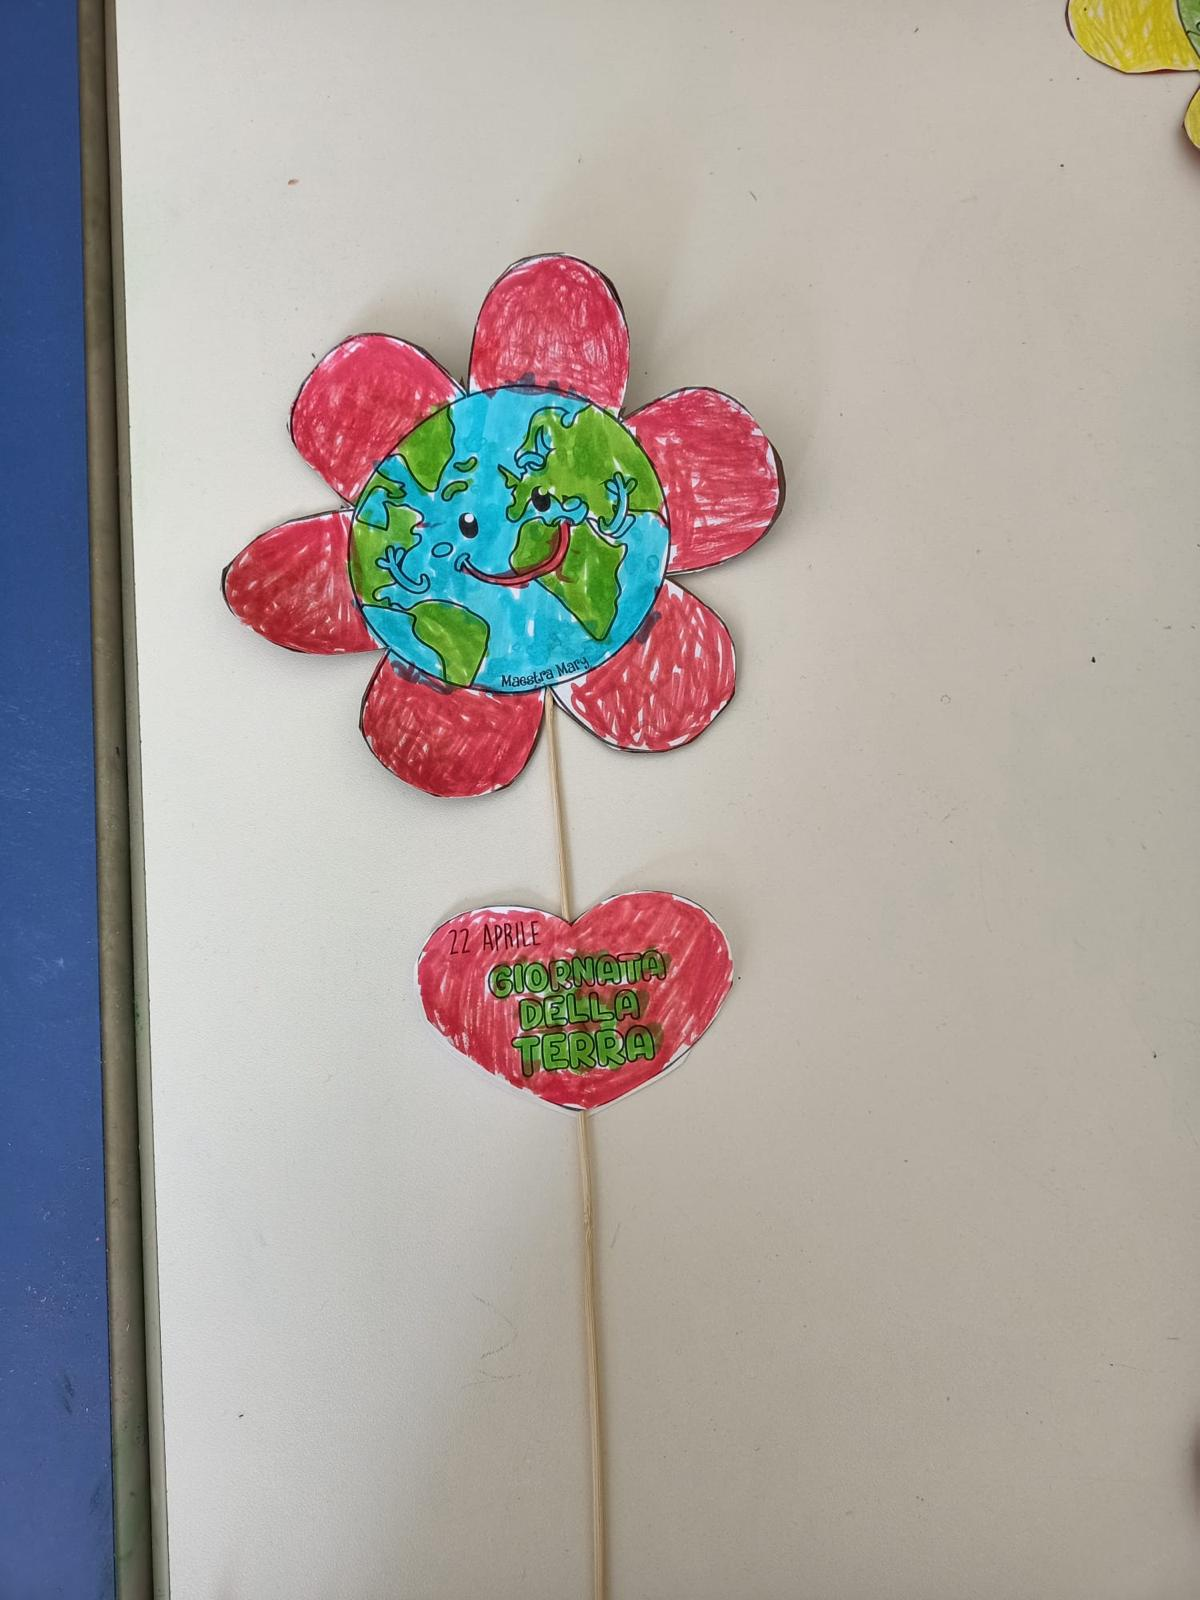 Maestra Mary
22 APRILE
GIORNATA
DELLA
TERRA